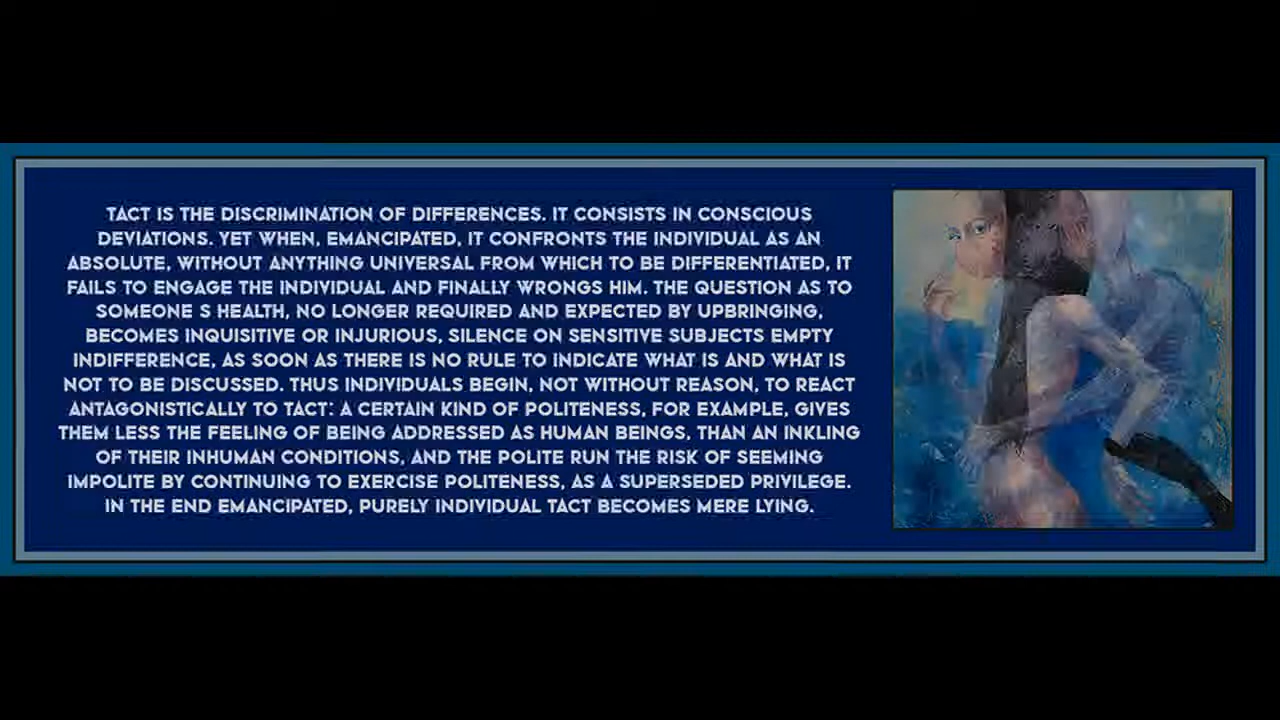 TACT IS THE DISCRIMINATION OF DIFFERENCES. IT CONSISTS IN CONSCIOUS
DEVIATIONS. YET WHEN, EMANCIPATED, IT CONFRONTS THE INDIVIDUAL AS AN
ABSOLUTE, WITHOUT ANYTHING UNIVERSAL FROM WHICH TO BE DIFFERENTIATED, IT
FAILS TO ENGAGE THE INDIVIDUAL AND FINALLY WRONGS HIM. THE QUESTION AS TO
SOMEONE S HEALTH, NO LONGER REQUIRED AND EXPECTED BY UPBRINGING,
BECOMES INQUISITIVE OR INJURIOUS, SILENCE ON SENSITIVE SUBJECTS EMPTY
INDIFFERENCE, AS SOON AS THERE IS NO RULE TO INDICATE WHAT IS AND WHAT IS
NOT TO BE DISCUSSED. THUS INDIVIDUALS BEGIN, NOT WITHOUT REASON, TO REACT
ANTAGONISTICALLY TO TACT: A CERTAIN KIND OF POLITENESS, FOR EXAMPLE, GIVES
THEM LESS THE FEELING OF BEING ADDRESSED AS HUMAN BEINGS, THAN AN INKLING
OF THEIR INHUMAN CONDITIONS, AND THE POLITE RUN THE RISK OF SEEMING
IMPOLITE BY CONTINUING TO EXERCISE POLITENESS, AS A SUPERSEDED PRIVILEGE.
IN THE END EMANCIPATED, PURELY INDIVIDUAL TACT BECOMES MERE LYING.